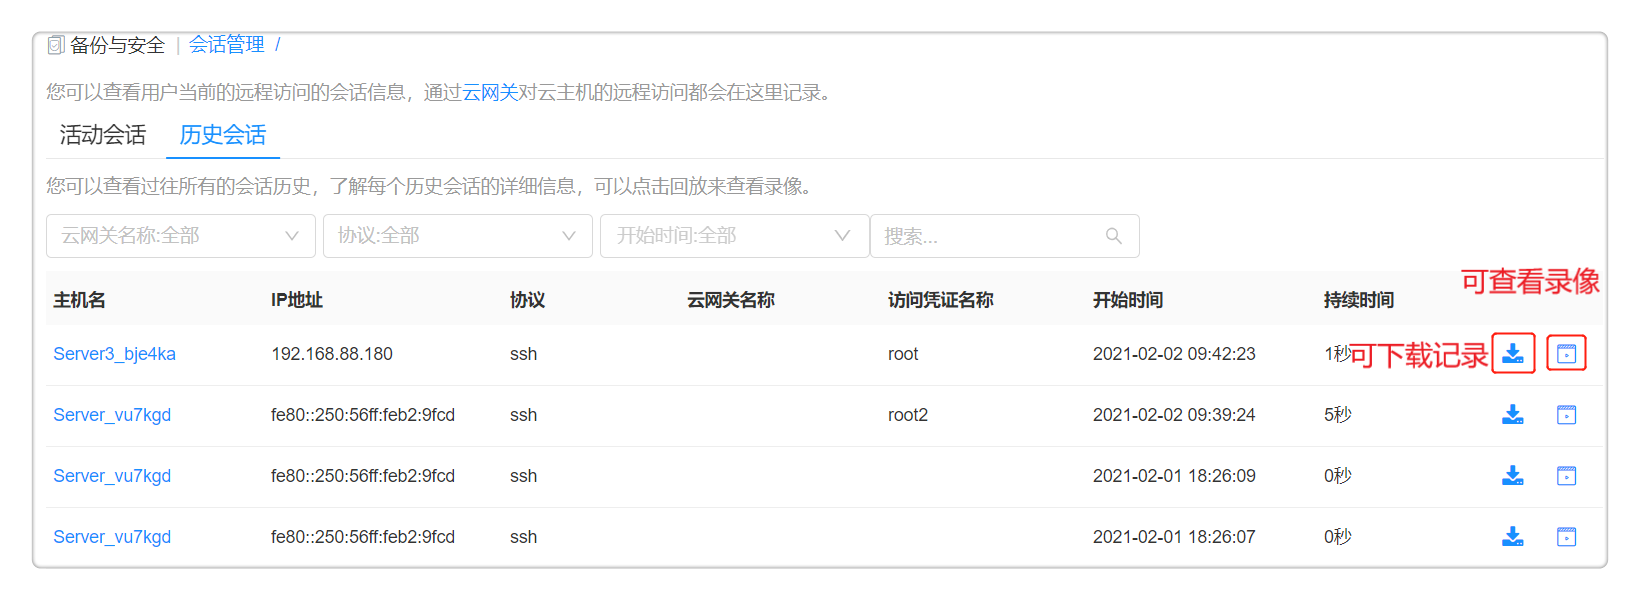 备份与安全 | 会话管理 /
您可以查看用户当前的远程访问的会话信息，通过云网关对云主机的远程访问都会在这里记录。
活动会话 历史会话
您可以查看过往所有的会话历史，了解每个历史会话的详细信息，可以点击回放来查看录像。
云网关名称:全部 协议:全部 开始时间:全部 搜索...
可查看录像
主机名 IP地址 协议 云网关名称 访问凭证名称 开始时间 持续时间
Server3_bje4ka 192.168.88.180 ssh root 2021-02-02 09:42:23 1秒 可下载记录
Server_vu7kgd fe80::250:56ff:feb2:9fcd ssh root2 2021-02-02 09:39:24 5秒
Server_vu7kgd fe80::250:56ff:feb2:9fcd ssh 2021-02-01 18:26:09 0秒
Server_vu7kgd fe80::250:56ff:feb2:9fcd ssh 2021-02-01 18:26:07 0秒